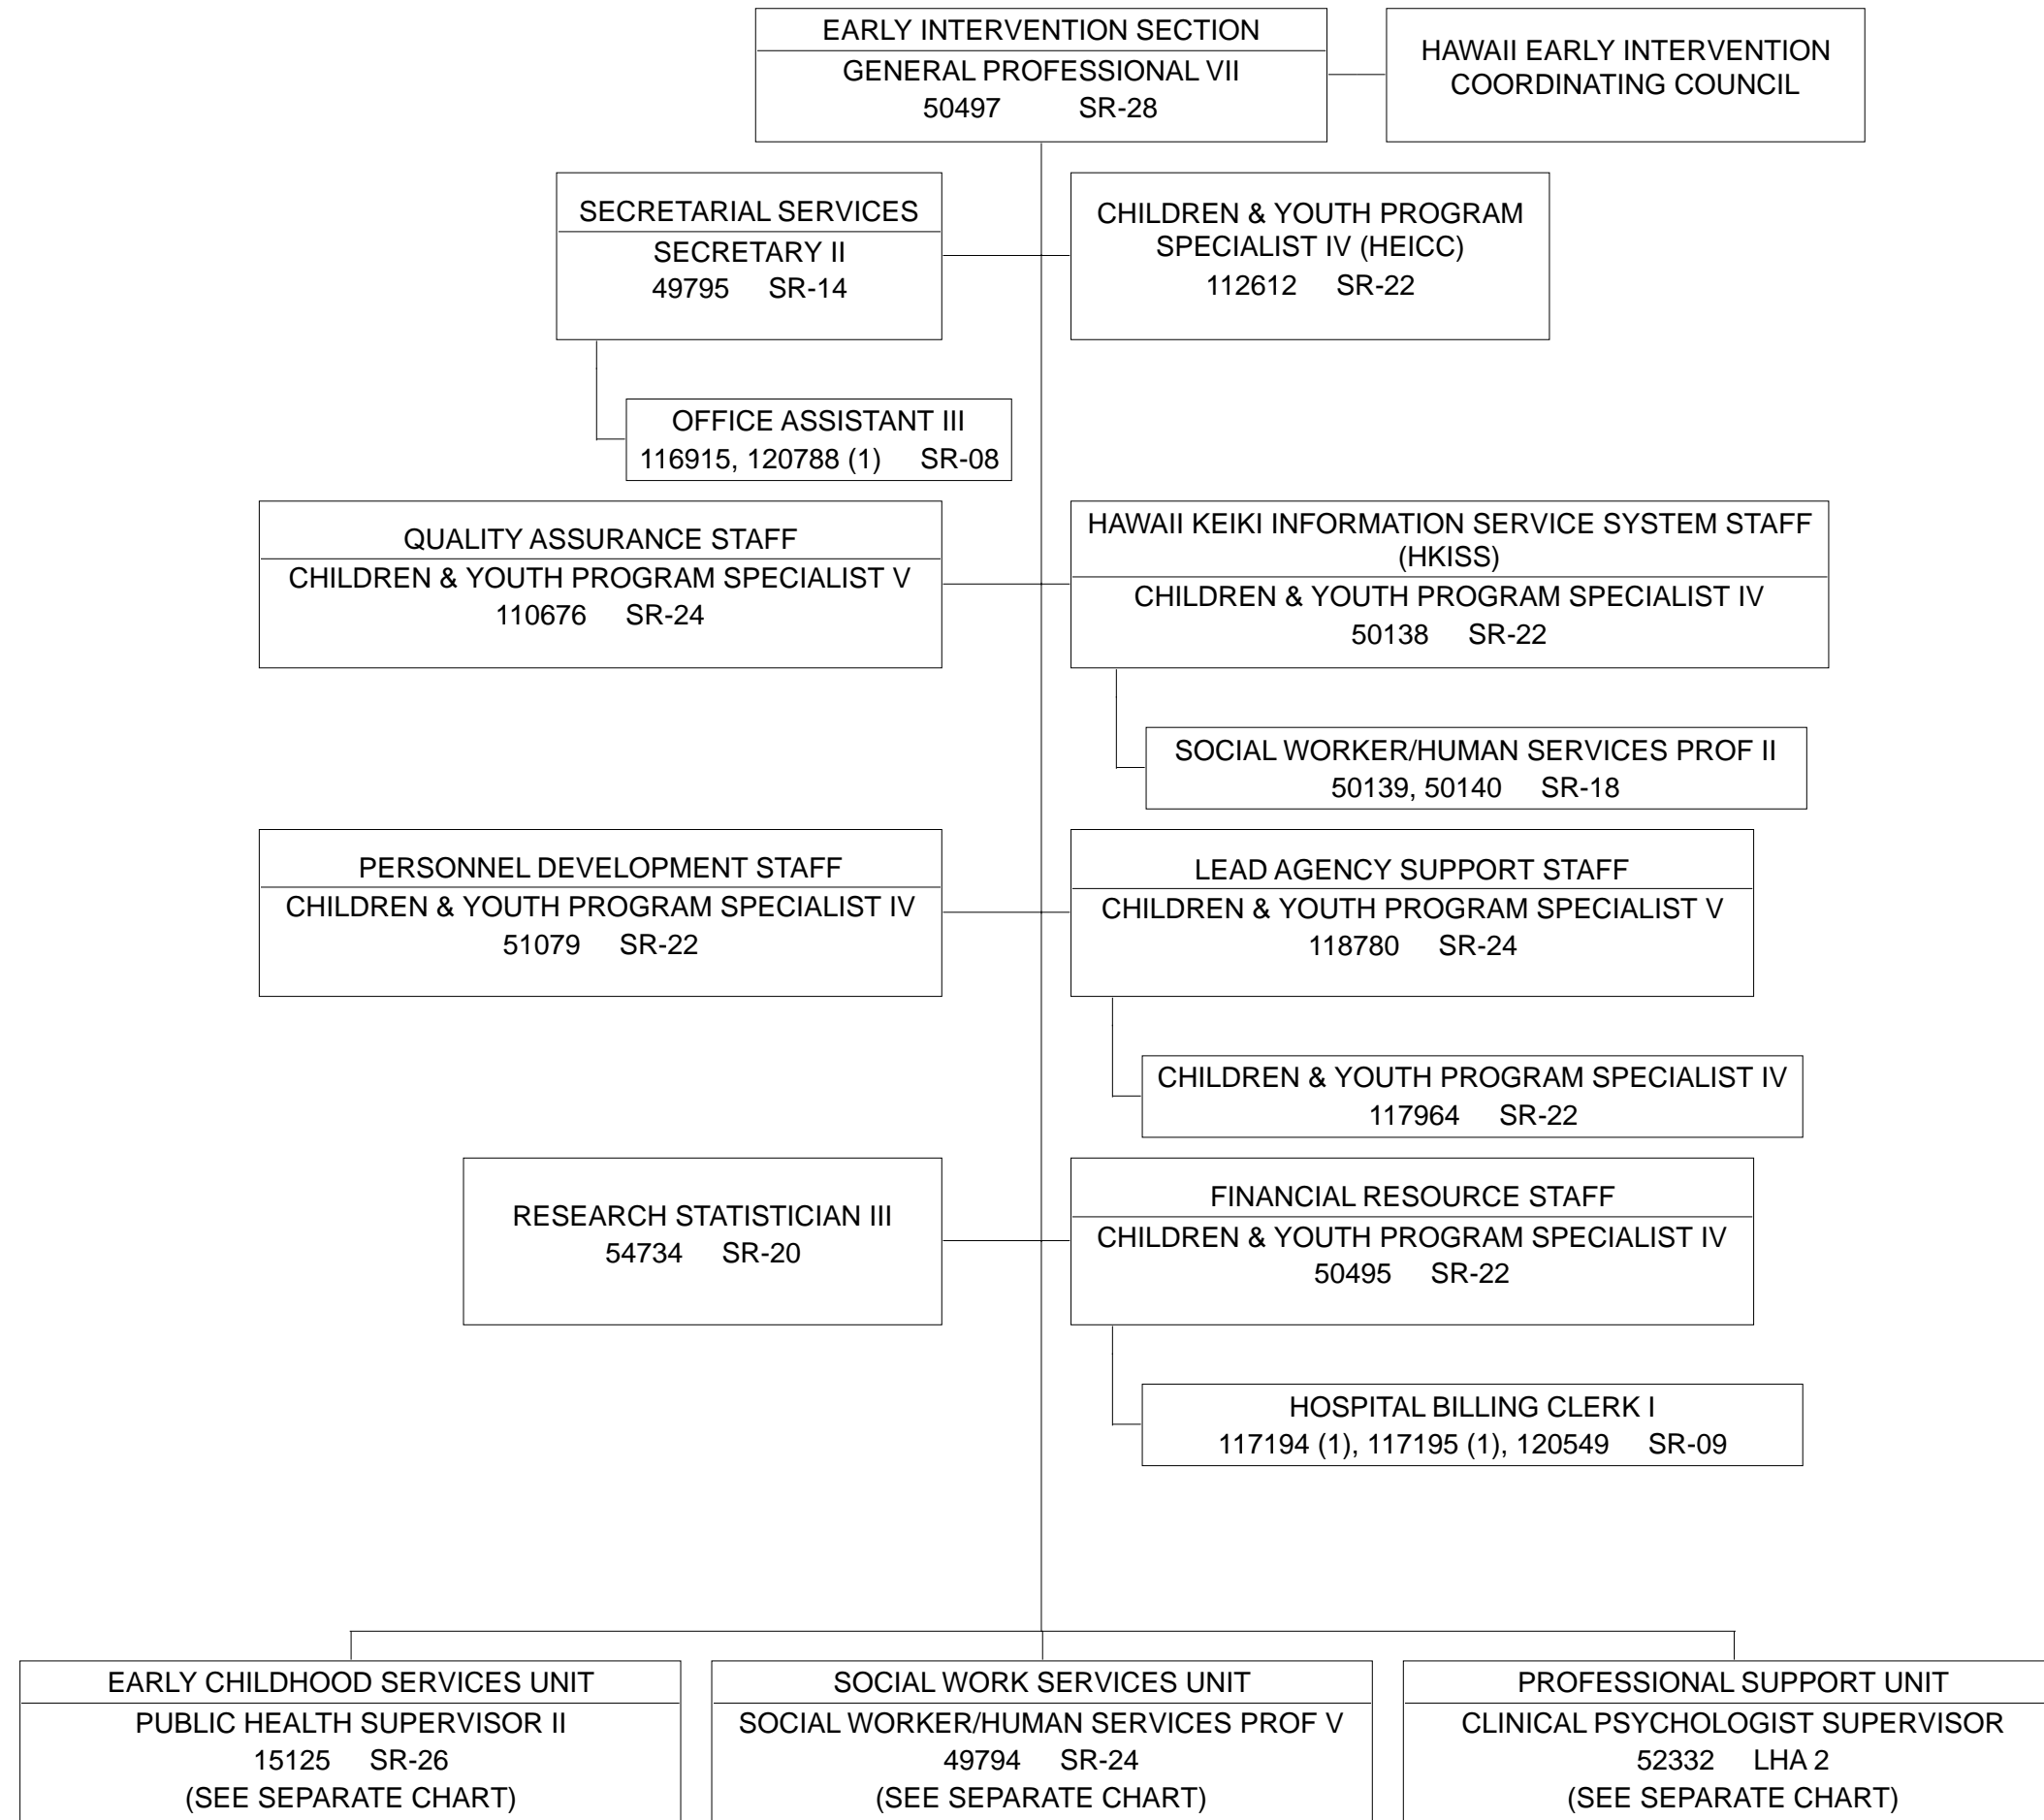 EARLY INTERVENTION SECTION
GENERAL PROFESSIONAL VII
50497 SR-28
HAWAII EARLY INTERVENTION
COORDINATING COUNCIL
SECRETARIAL SERVICES
SECRETARY II
49795 SR-14
CHILDREN & YOUTH PROGRAM
SPECIALIST IV (HEICC)
112612 SR-22
OFFICE ASSISTANT III
116915, 120788 (1) SR-08
QUALITY ASSURANCE STAFF
CHILDREN & YOUTH PROGRAM SPECIALIST V
110676 SR-24
HAWAII KEIKI INFORMATION SERVICE SYSTEM STAFF
(HKISS)
CHILDREN & YOUTH PROGRAM SPECIALIST IV
50138 SR-22
SOCIAL WORKER/HUMAN SERVICES PROF II
50139, 50140 SR-18
PERSONNEL DEVELOPMENT STAFF
CHILDREN & YOUTH PROGRAM SPECIALIST IV
51079 SR-22
LEAD AGENCY SUPPORT STAFF
CHILDREN & YOUTH PROGRAM SPECIALIST V
118780 SR-24
CHILDREN & YOUTH PROGRAM SPECIALIST IV
117964 SR-22
RESEARCH STATISTICIAN III
54734 SR-20
FINANCIAL RESOURCE STAFF
CHILDREN & YOUTH PROGRAM SPECIALIST IV
50495 SR-22
HOSPITAL BILLING CLERK I
117194 (1), 117195 (1), 120549 SR-09
EARLY CHILDHOOD SERVICES UNIT
PUBLIC HEALTH SUPERVISOR II
15125 SR-26
(SEE SEPARATE CHART)
SOCIAL WORK SERVICES UNIT
SOCIAL WORKER/HUMAN SERVICES PROF V
49794 SR-24
(SEE SEPARATE CHART)
PROFESSIONAL SUPPORT UNIT
CLINICAL PSYCHOLOGIST SUPERVISOR
52332 LHA 2
(SEE SEPARATE CHART)